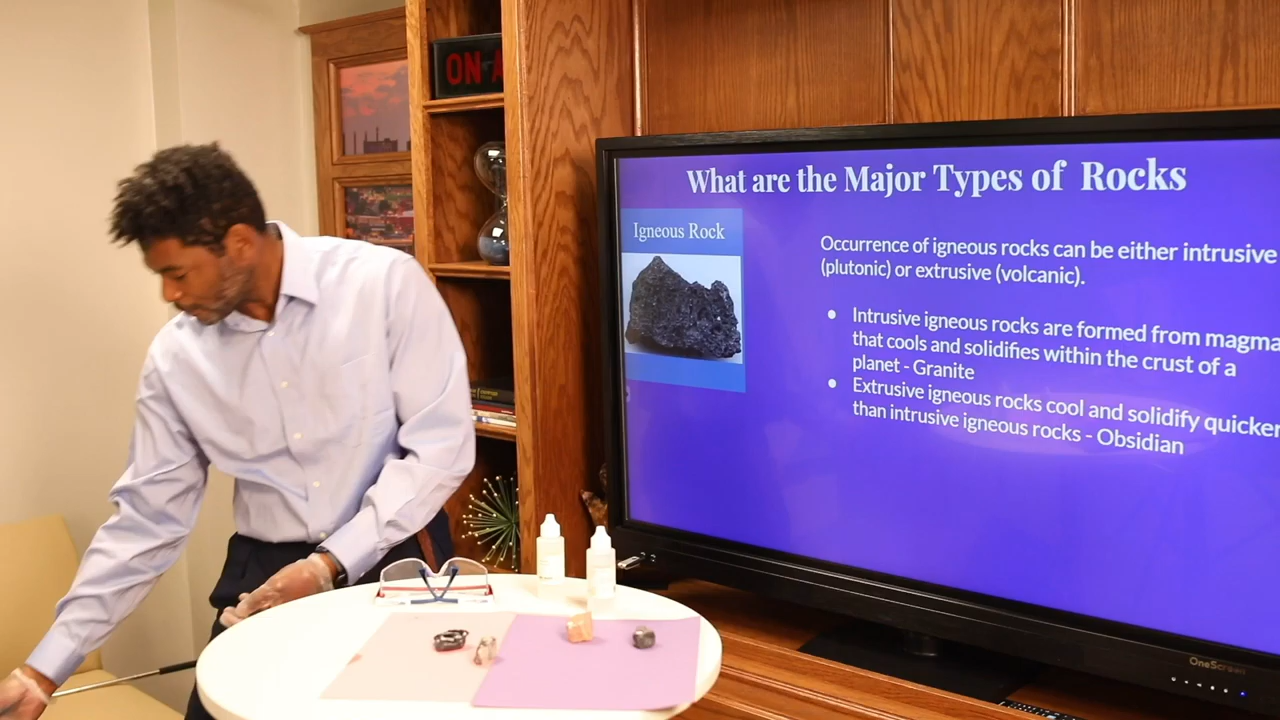 ON A
What are the Major Types of Rocks
Igneous Rock
Occurrence of igneous rocks can be either intrusive
(plutonic) or extrusive (volcanic).
● Intrusive igneous rocks are formed from magma
that cools and solidifies within the crust of a
planet - Granite
● Extrusive igneous rocks cool and solidify quicker
than intrusive igneous rocks - Obsidian
OneScreen